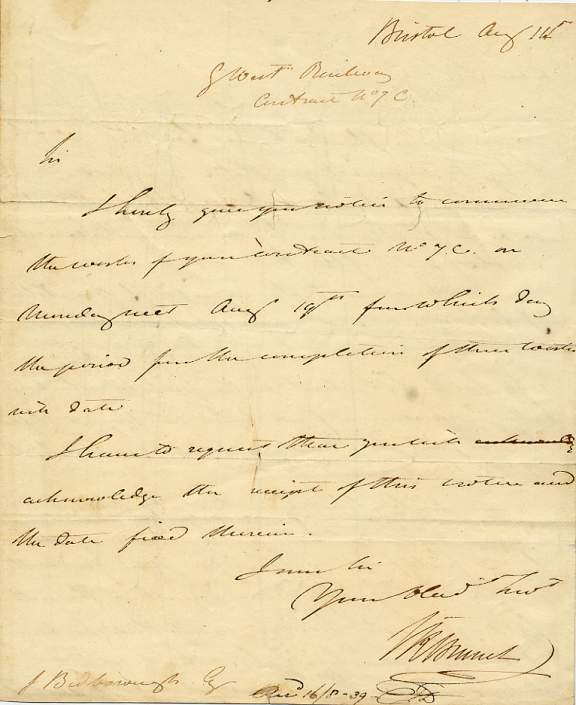 Bristol Aug 14th
G West.n Railway
Contract No 7 C.
Sir
I hereby give you notice to commence
the works of your contract No 7 C. on
Monday next Aug 19th from which day
the period for the completion of these works
will date
I have to request that you will
acknowledge the receipt of this notice and
the date fixed therein.
I am Sir
Your obed.t Serv.t
I K Brunel
J Bedborough Esq
16/8-39